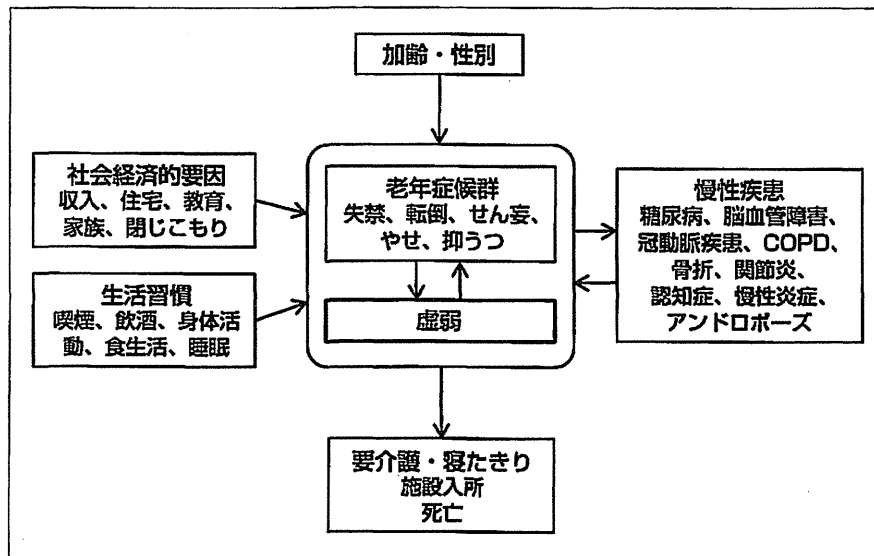 加齢・性別
社会経済的要因
収入、住宅、教育、
家族、閉じこもり
生活習慣
喫煙、飲酒、身体活
動、食生活、睡眠
老年症候群
失禁、転倒、せん妄、
やせ、抑うつ
虚弱
慢性疾患
糖尿病、脳血管障害、
冠動脈疾患、COPD、
骨折、関節炎、
認知症、慢性炎症、
アンドロポーズ
要介護・寝たきり
施設入所
死亡